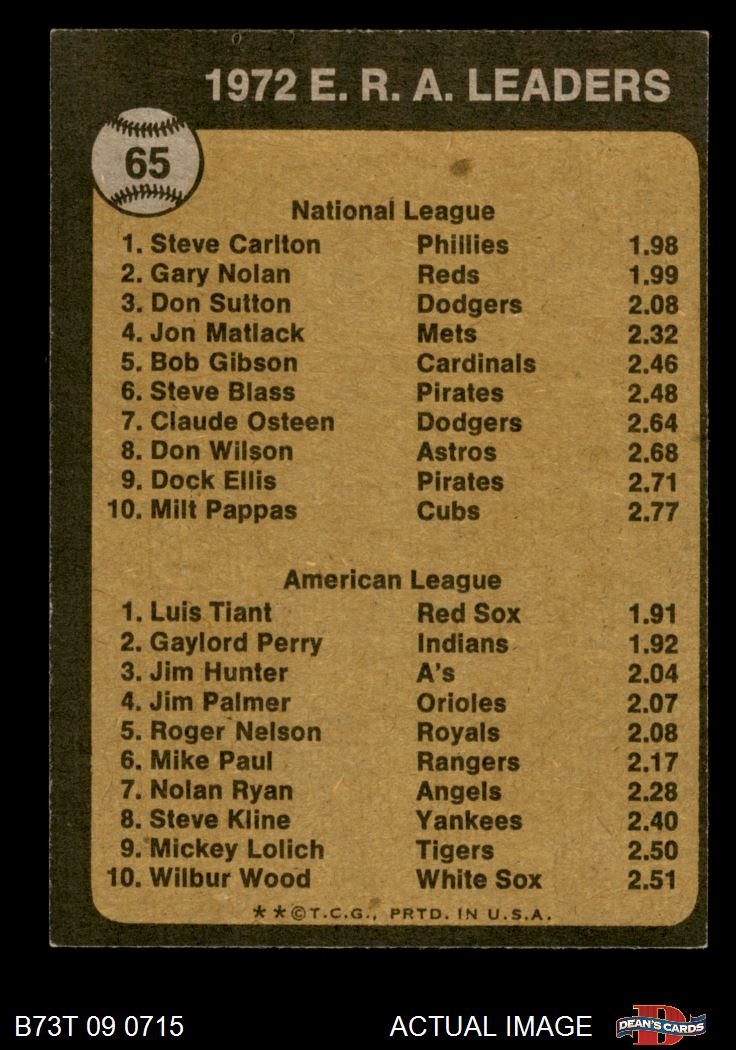 1972 E. R. A. LEADERS
65
National League
1. Steve Carlton Phillies 1.98
2. Gary Nolan Reds 1.99
3. Don Sutton Dodgers 2.08
4. Jon Matlack Mets 2.32
5. Bob Gibson Cardinals 2.46
6. Steve Blass Pirates 2.48
7. Claude Osteen Dodgers 2.64
8. Don Wilson Astros 2.68
9. Dock Ellis Pirates 2.71
10. Milt Pappas Cubs 2.77
American League
1. Luis Tiant Red Sox 1.91
2. Gaylord Perry Indians 1.92
3. Jim Hunter A's 2.04
4. Jim Palmer Orioles 2.07
5. Roger Nelson Royals 2.08
6. Mike Paul Rangers 2.17
7. Nolan Ryan Angels 2.28
8. Steve Kline Yankees 2.40
9. Mickey Lolich Tigers 2.50
10. Wilbur Wood White Sox 2.51
**©T.C.G., PRTD. IN U.S.A.
B73T 09 0715 ACTUAL IMAGE D DEAN'S CARDS